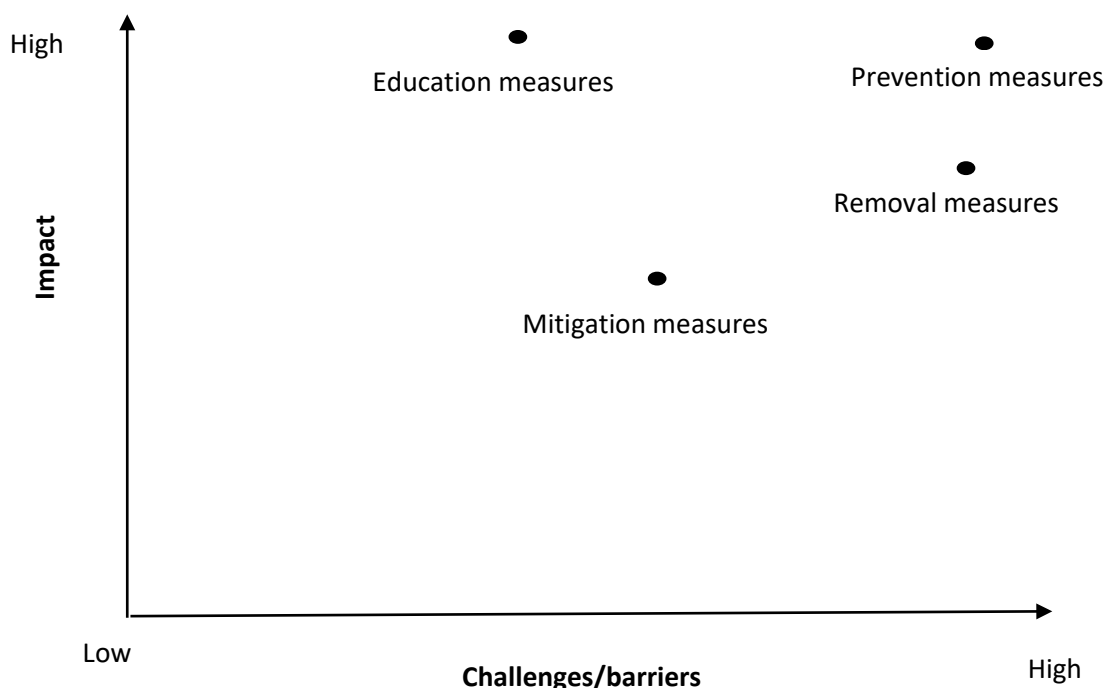 High
Education measures
Prevention measures
Removal measures
Impact
Mitigation measures
Low
Challenges/barriers
High